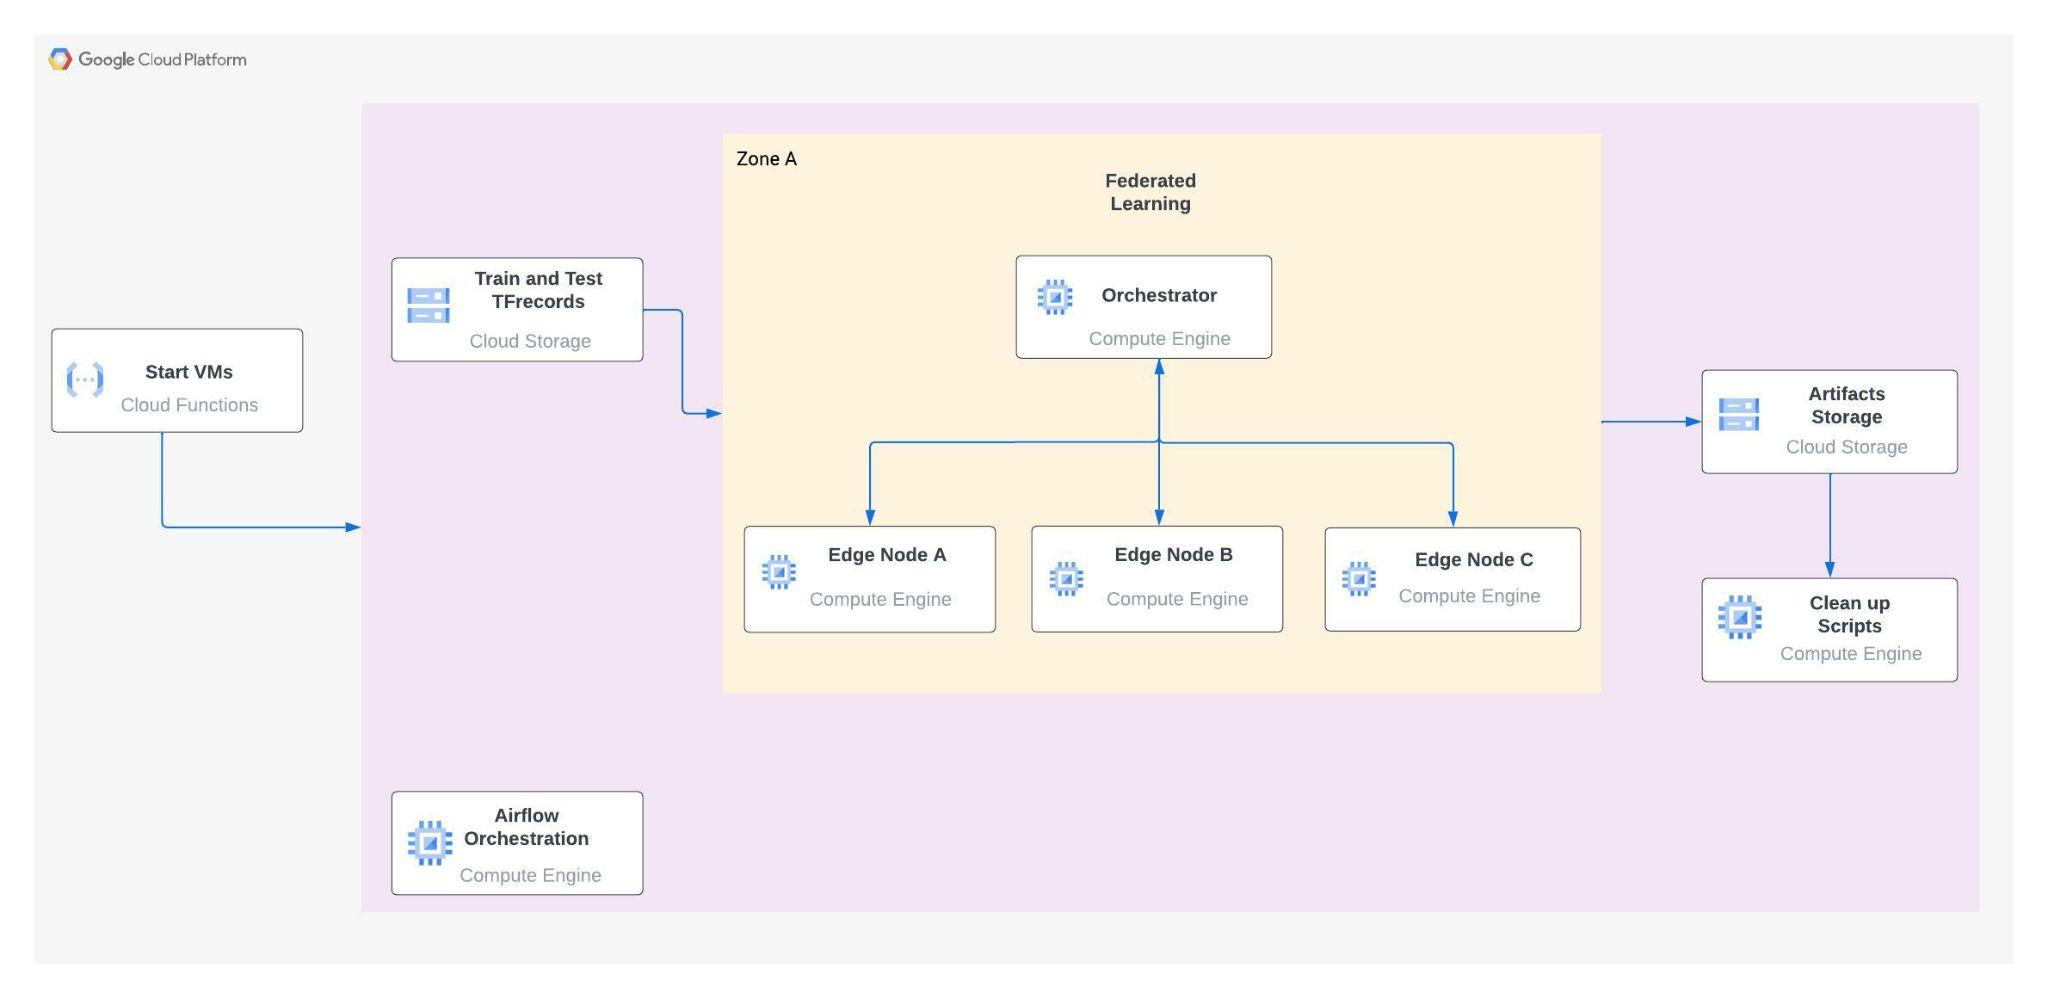 Google Cloud Platform
Zone A
Federated
Learning
Train and Test
TFrecords
Cloud Storage
Orchestrator
Compute Engine
Start VMs
Cloud Functions
Artifacts
Storage
Cloud Storage
Edge Node A
Compute Engine
Edge Node B
Compute Engine
Edge Node C
Compute Engine
Clean up
Scripts
Compute Engine
Airflow
Orchestration
Compute Engine